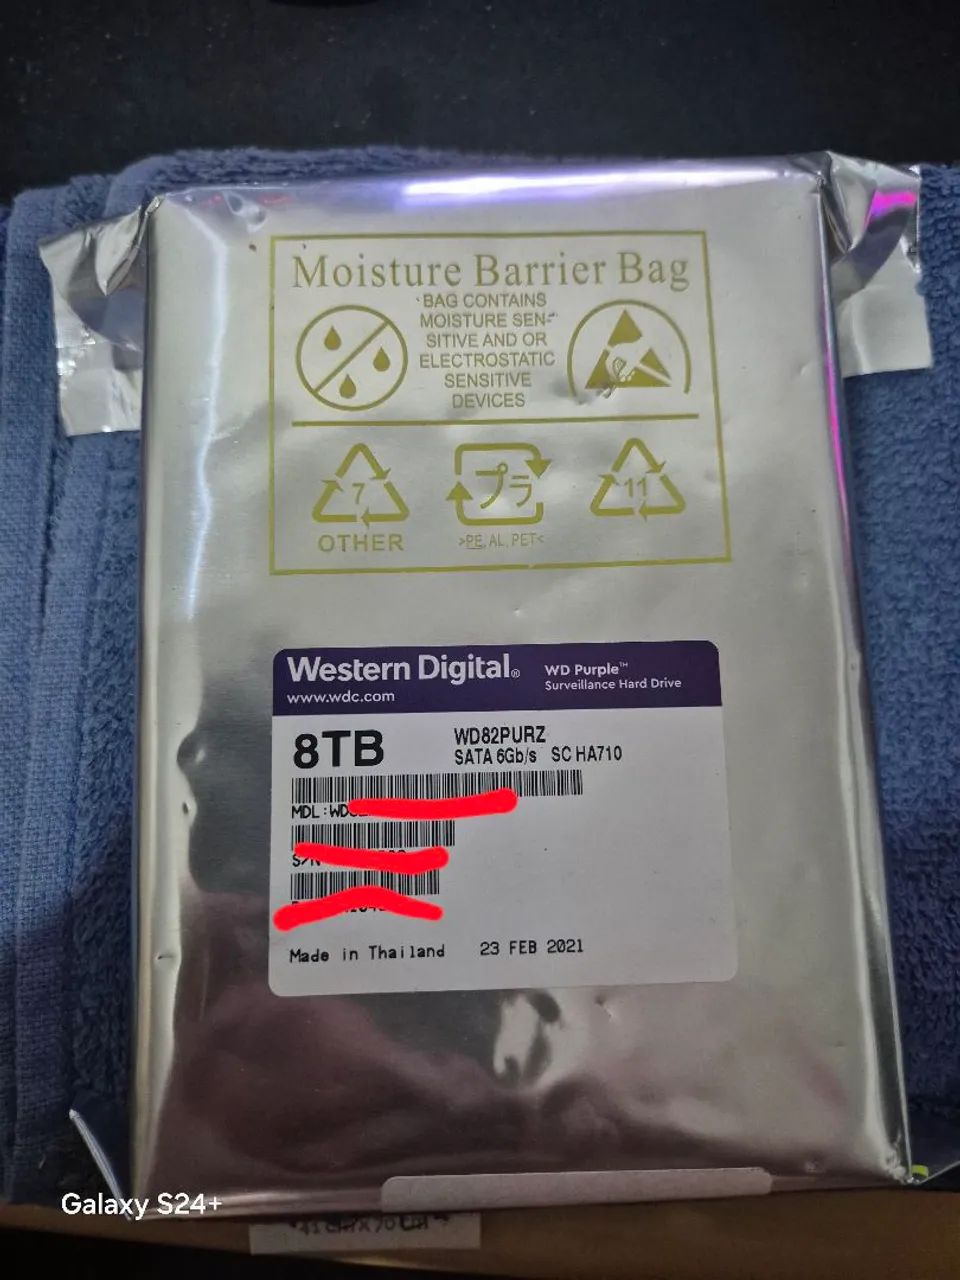 Moisture Barrier Bag
BAG CONTAINS
MOISTURE SEN-
SITIVE AND OR
ELECTROSTATIC
SENSITIVE
DEVICES
7
OTHER
プラ
>PE, AL, PET<
11
Western Digital®
www.wdc.com
WD Purple™
Surveillance Hard Drive
8TB
WD82PURZ
SATA 6Gb/s SC HA710
MDL:
S/N
Made in Thailand 23 FEB 2021
Galaxy S24+